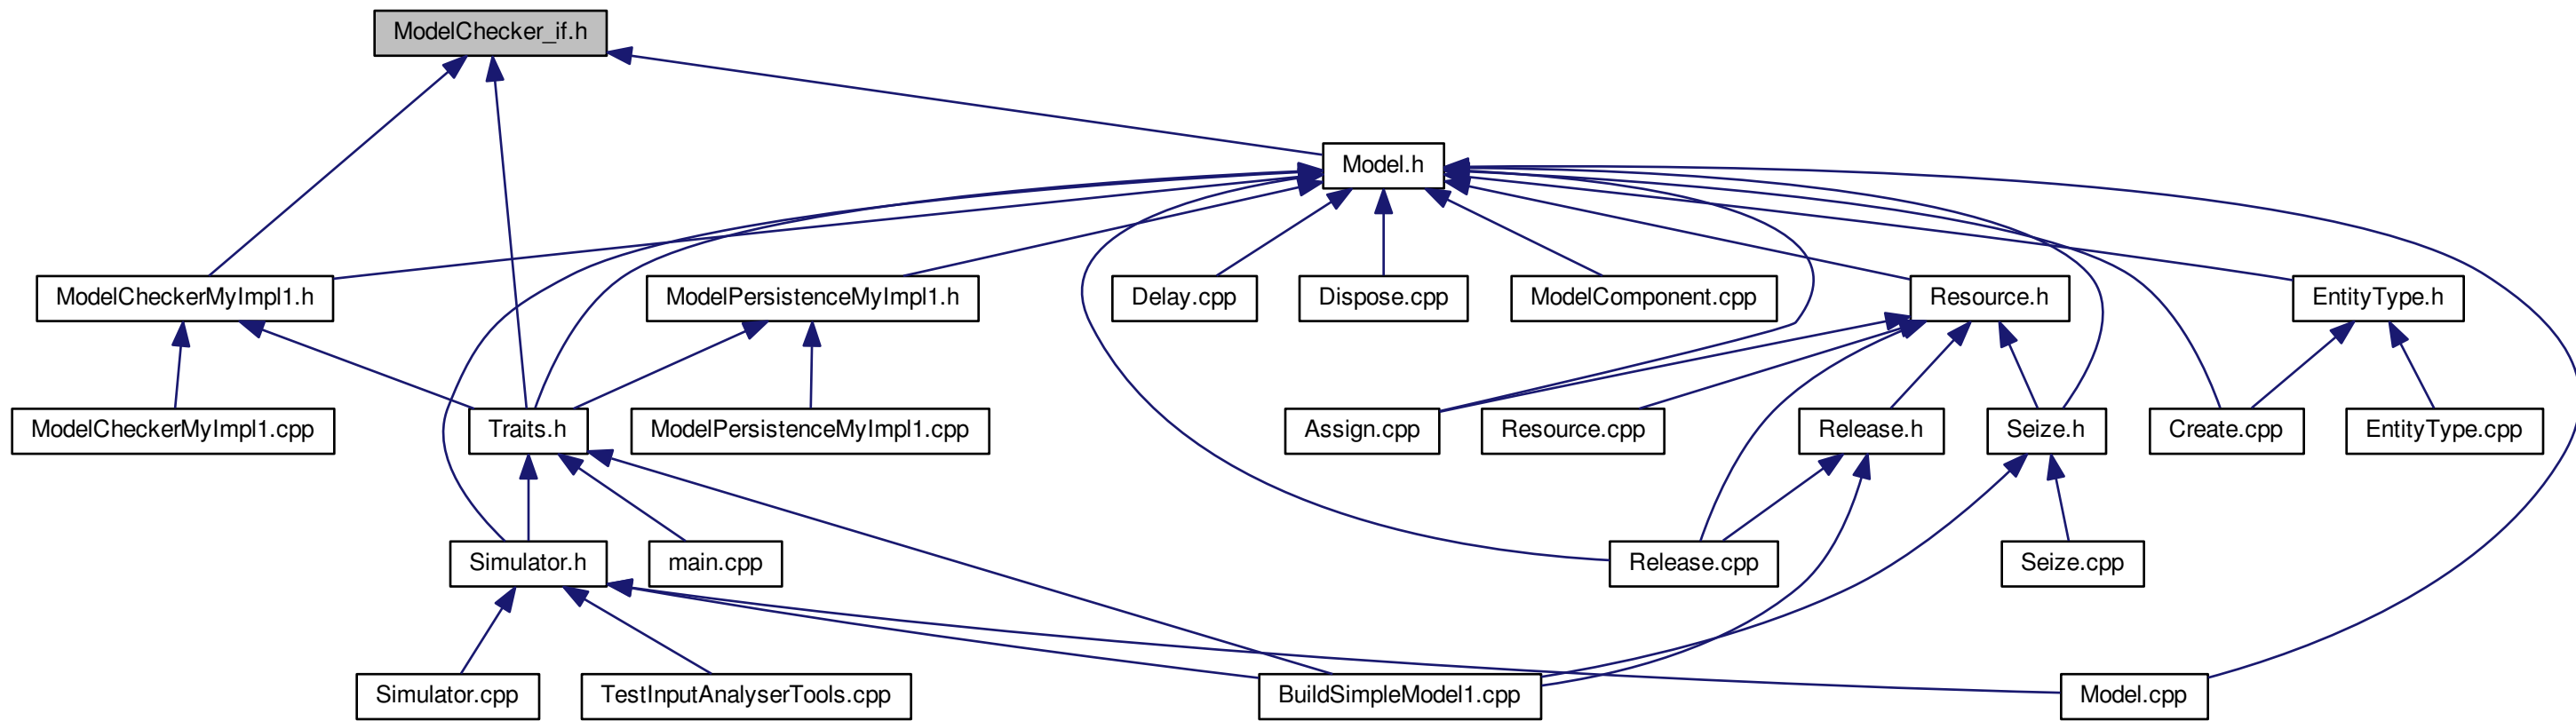 ModelChecker_if.h
Model.h
ModelCheckerMyImpl1.h
ModelPersistenceMyImpl1.h
Delay.cpp
Dispose.cpp
ModelComponent.cpp
Resource.h
EntityType.h
ModelCheckerMyImpl1.cpp
Traits.h
ModelPersistenceMyImpl1.cpp
Assign.cpp
Resource.cpp
Release.h
Seize.h
Create.cpp
EntityType.cpp
Simulator.h
main.cpp
Release.cpp
Seize.cpp
Simulator.cpp
TestInputAnalyserTools.cpp
BuildSimpleModel1.cpp
Model.cpp